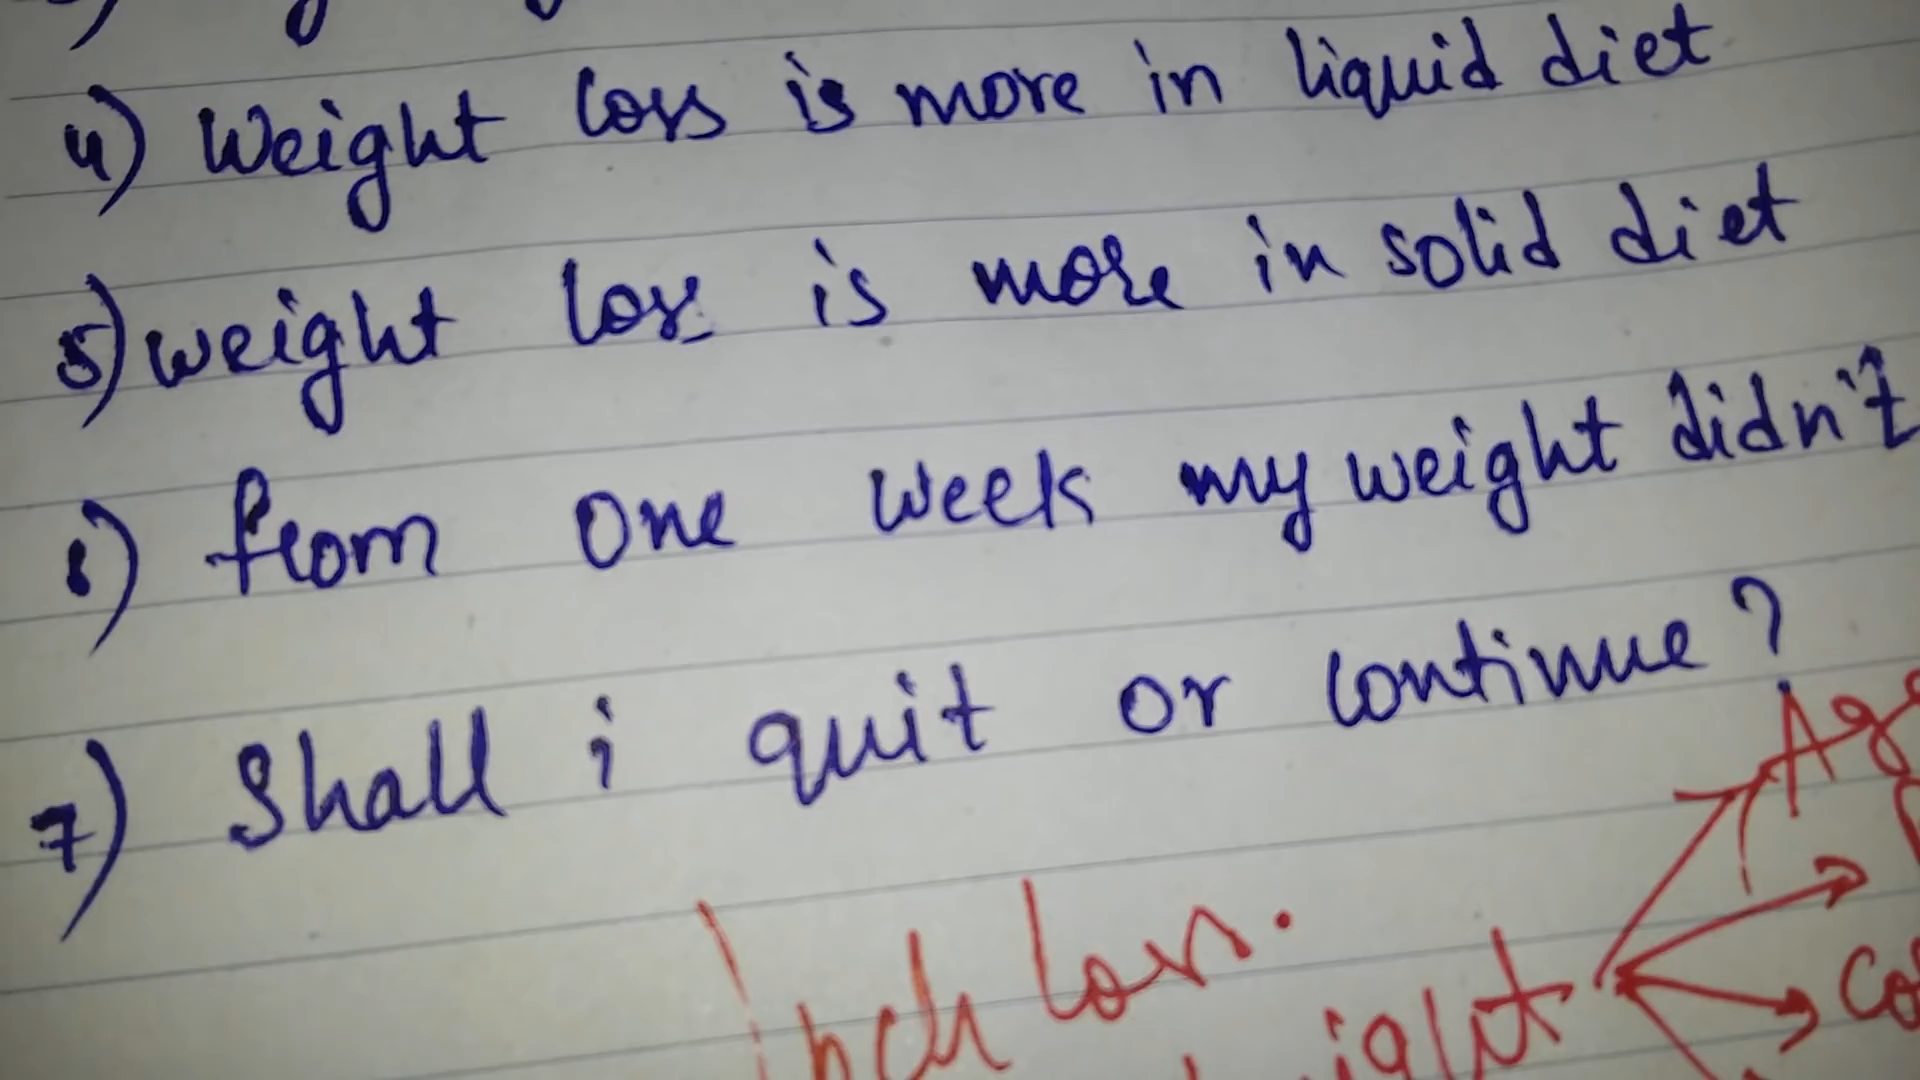 4) Weight loss is more in liquid diet
5) weight loss is more in solid diet
6) from one week my weight didn't
7) Shall i quit or continue?
Inch loss.